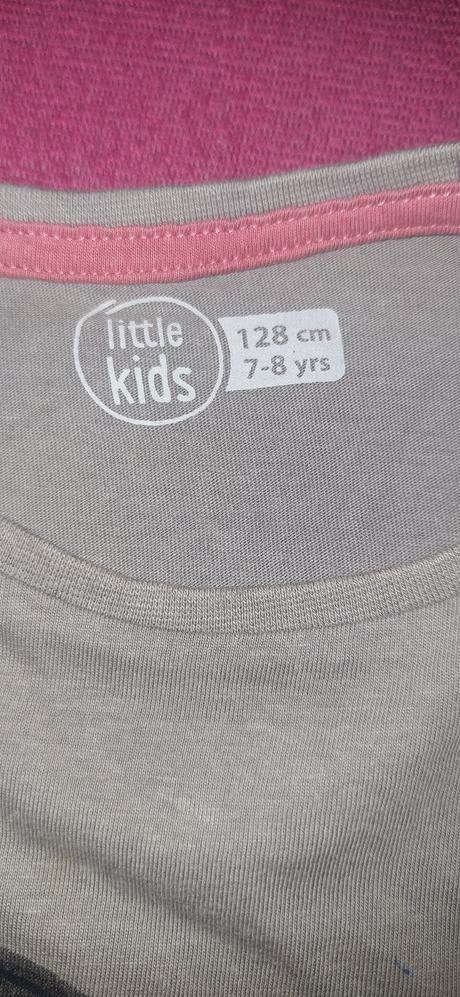 little
kids
128 cm
7-8 yrs